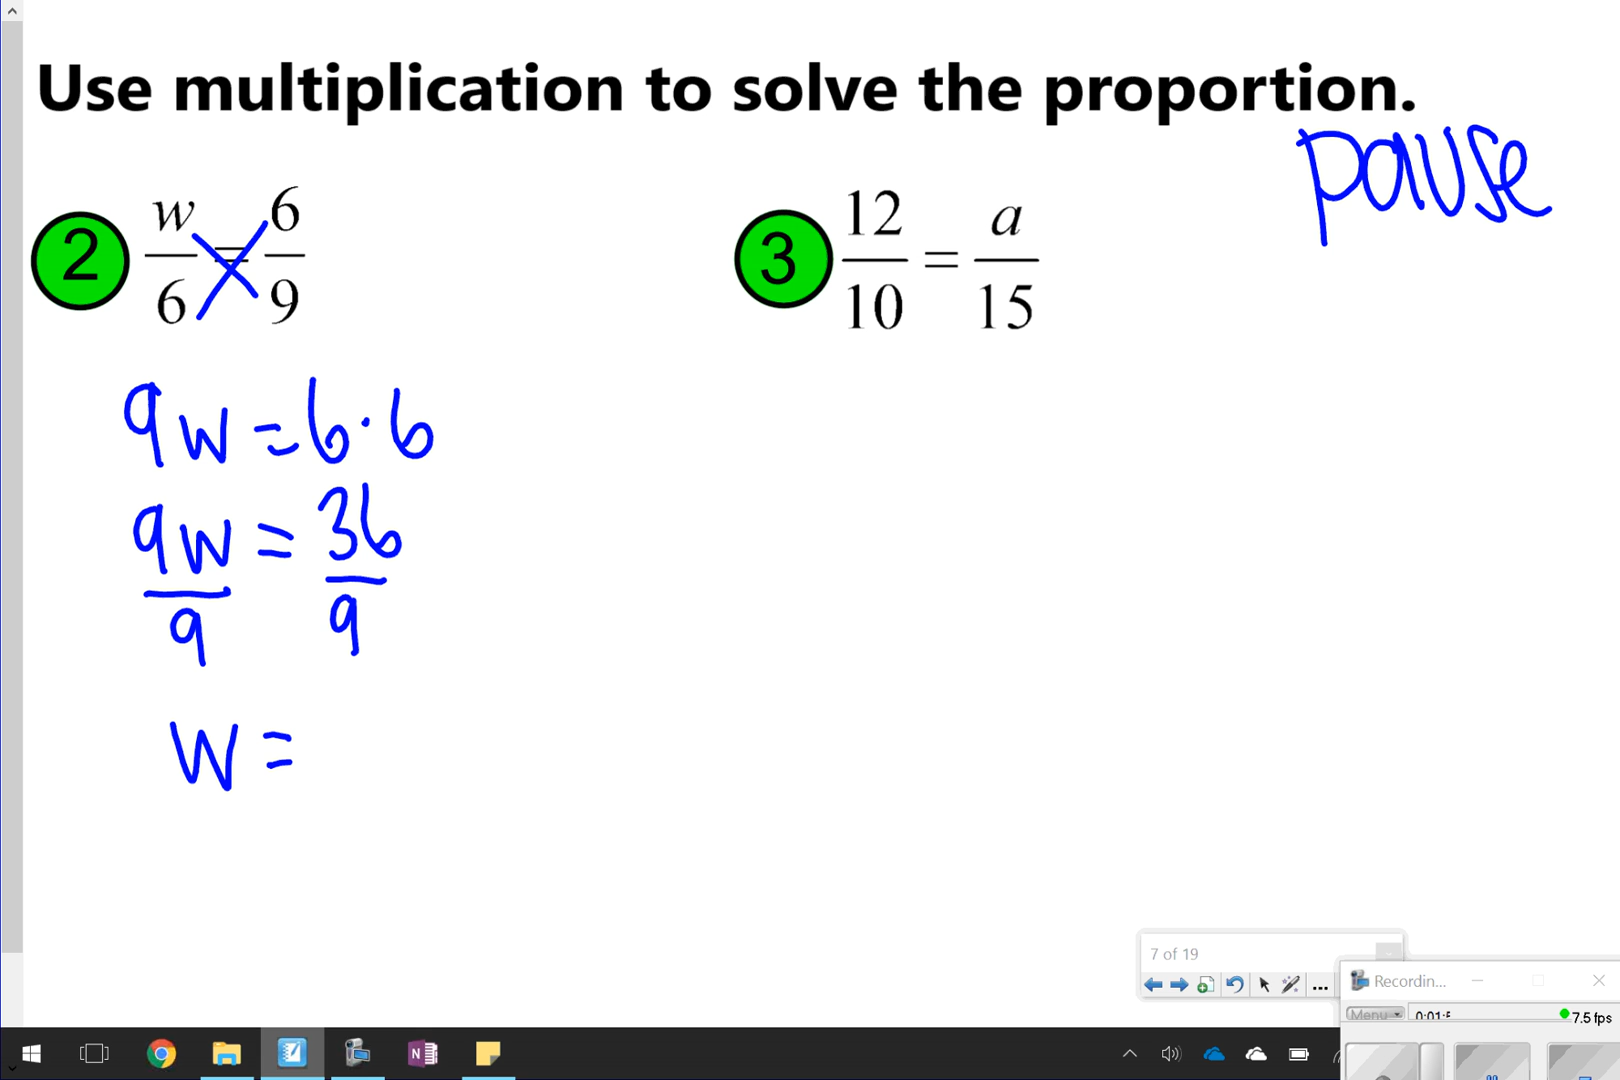 Use multiplication to solve the proportion.
pause
2 w/6 = 6/9
3 12/10 = a/15
9w = 6·6
9w/9 = 36/9
w =
7 of 19
Recordin...
Menu
7.5 fps